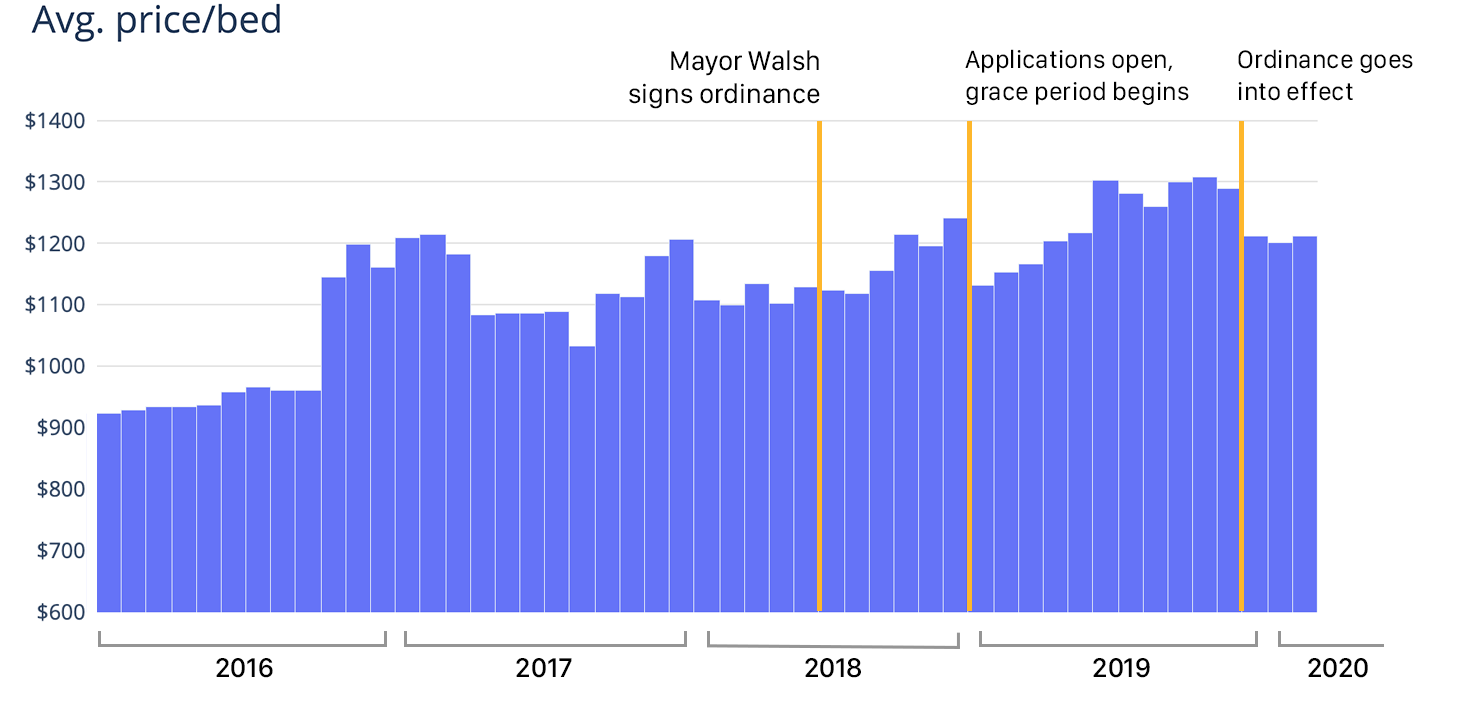 Avg. price/bed
Mayor Walsh
signs ordinance
Applications open,
grace period begins
Ordinance goes
into effect
$1400
$1300
$1200
$1100
$1000
$900
$800
$700
$600
2016
2017
2018
2019
2020